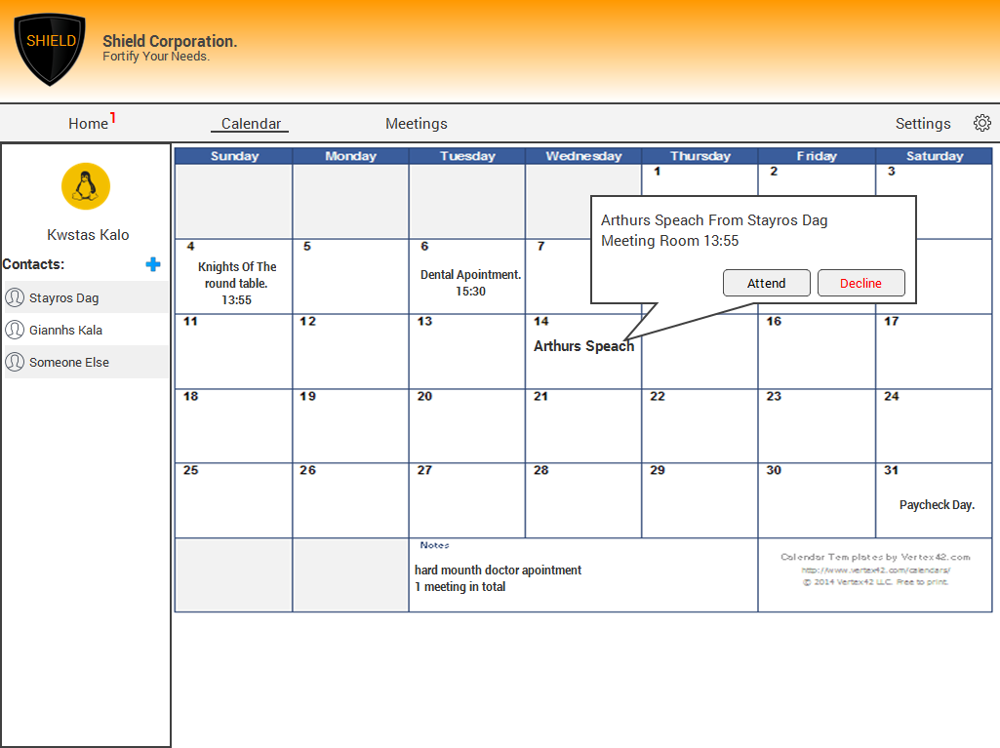 SHIELD
Shield Corporation.
Fortify Your Needs.
Home 1
Calendar
Meetings
Settings
Kwstas Kalo
Contacts:
Stayros Dag
Giannhs Kala
Someone Else
Sunday Monday Tuesday Wednesday Thursday Friday Saturday
1 2 3
Arthurs Speach From Stayros Dag
Meeting Room 13:55
Attend Decline
4 5 6 7
Knights Of The
round table.
13:55
Dental Apointment.
15:30
11 12 13 14 16 17
Arthurs Speach
18 19 20 21 22 23 24
25 26 27 28 29 30 31
Paycheck Day.
Notes
hard mounth doctor apointment
1 meeting in total
Calendar Templates by Vertex42.com
http://www.vertex42.com/calendars/
© 2014 Vertex42 LLC. Free to print.